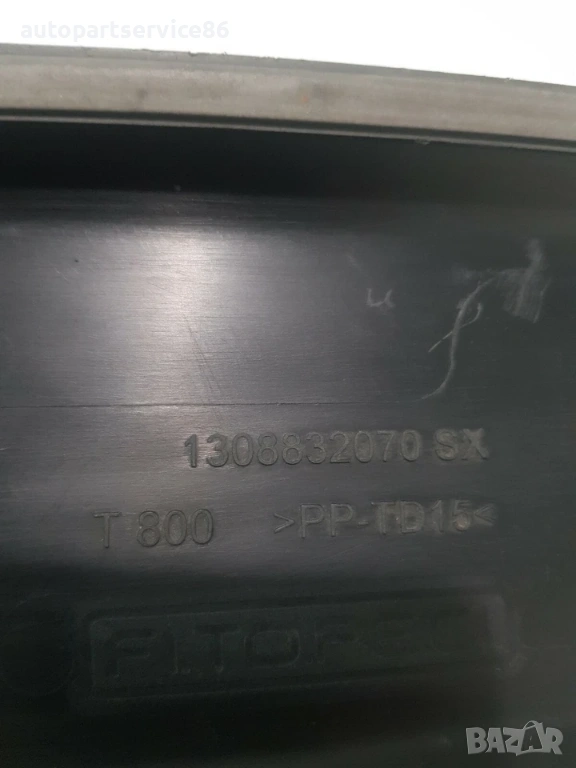 autopartservice86
1308832070 SX
T 800 >PP-TD15<
BAZAR